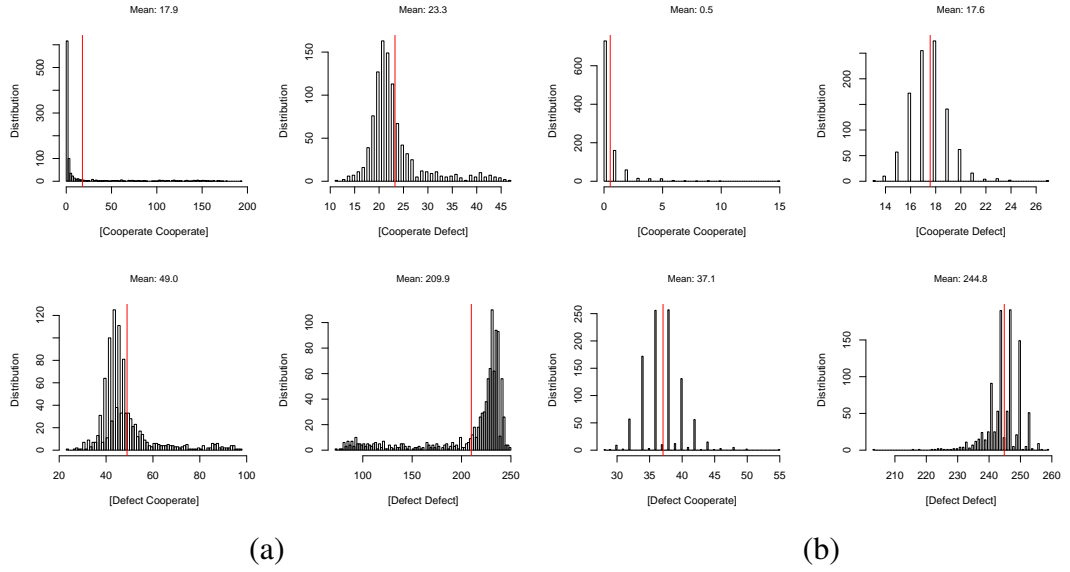 Mean: 17.9
Distribution
0 100 300 500
0 50 100 150 200
[Cooperate Cooperate]
Mean: 23.3
Distribution
0 50 100 150
10 15 20 25 30 35 40 45
[Cooperate Defect]
Mean: 0.5
Distribution
0 200 400 600
0 5 10 15
[Cooperate Cooperate]
Mean: 17.6
Distribution
0 50 150 250
14 16 18 20 22 24 26
[Cooperate Defect]
Mean: 49.0
Distribution
0 20 40 60 80 120
20 40 60 80 100
[Defect Cooperate]
Mean: 209.9
Distribution
0 20 40 60 80 100
100 150 200 250
[Defect Defect]
Mean: 37.1
Distribution
0 50 100 150 200 250
30 35 40 45 50 55
[Defect Cooperate]
Mean: 244.8
Distribution
0 50 100 150
210 220 230 240 250 260
[Defect Defect]
(a)
(b)